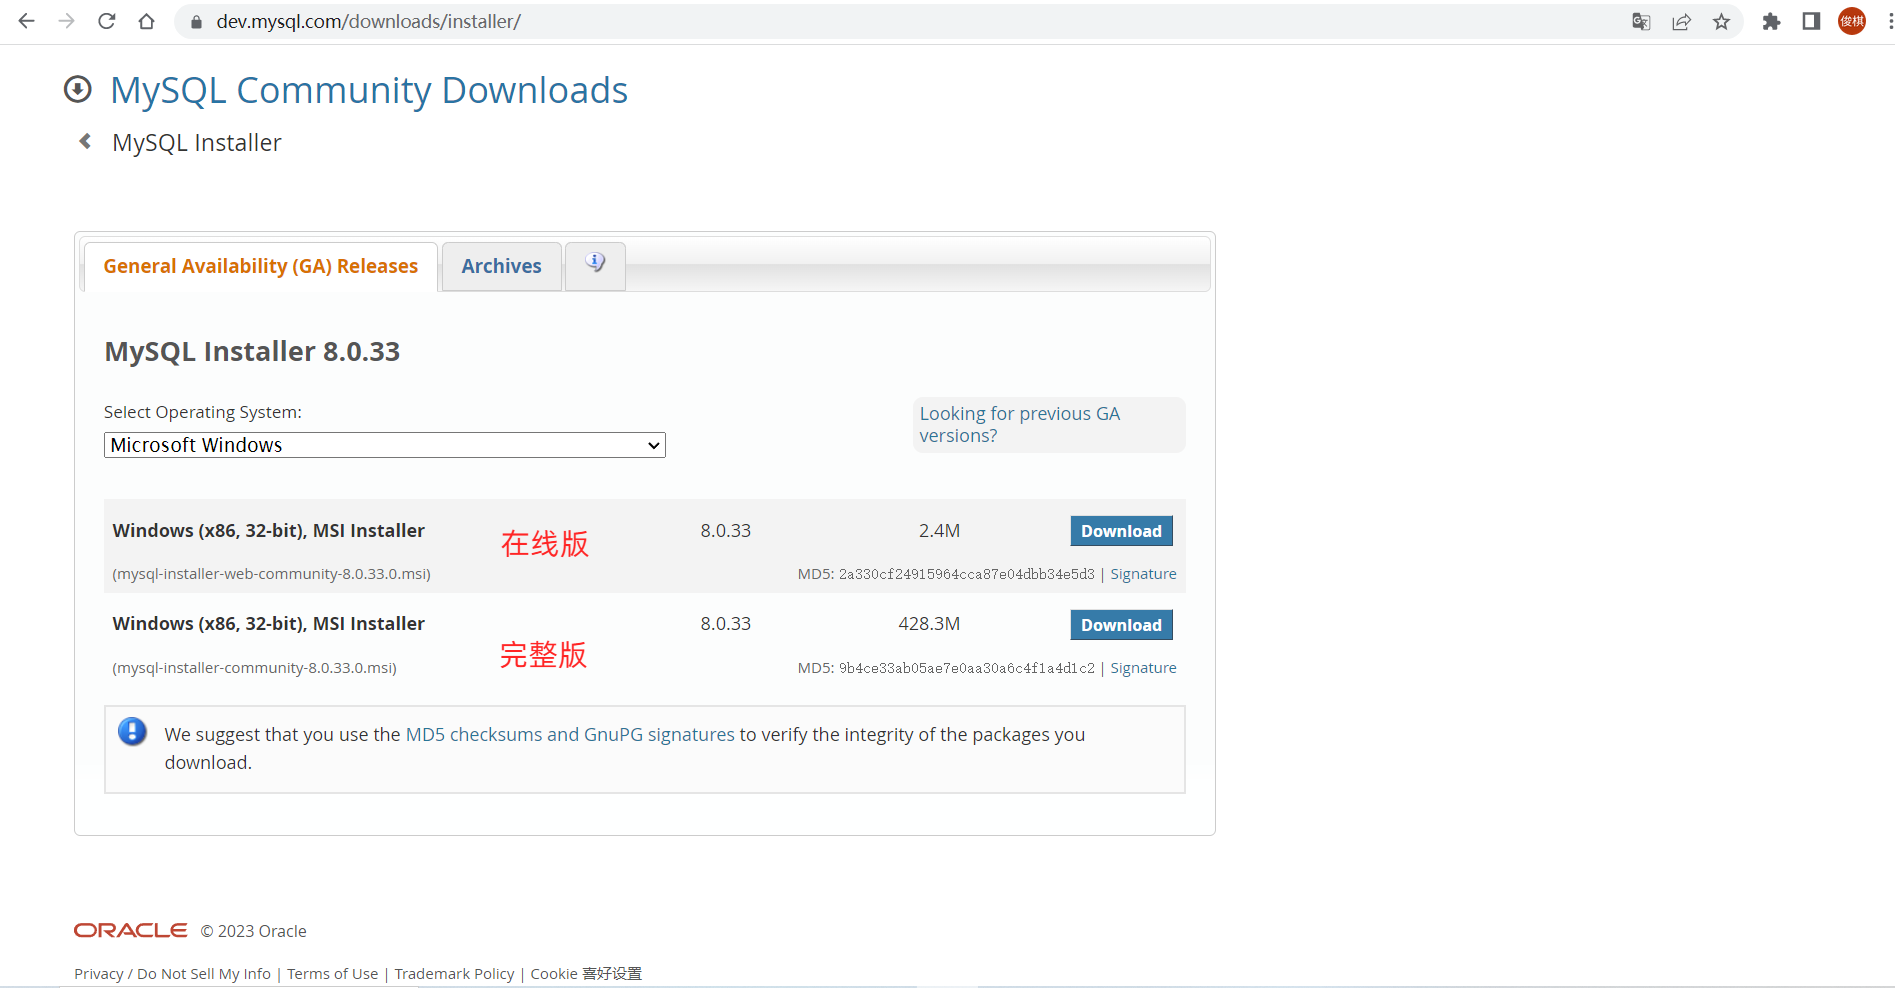 dev.mysql.com/downloads/installer/
俊棋
MySQL Community Downloads
MySQL Installer
General Availability (GA) Releases
Archives
MySQL Installer 8.0.33
Select Operating System:
Looking for previous GA versions?
Microsoft Windows
Windows (x86, 32-bit), MSI Installer 在线版 8.0.33 2.4M Download
(mysql-installer-web-community-8.0.33.0.msi) MD5: 2a330cf24915964cca87e04dbb34e5d3 | Signature
Windows (x86, 32-bit), MSI Installer 完整版 8.0.33 428.3M Download
(mysql-installer-community-8.0.33.0.msi) MD5: 9b4ce33ab05ae7e0aa30a6c4f1a4d1c2 | Signature
We suggest that you use the MD5 checksums and GnuPG signatures to verify the integrity of the packages you
download.
ORACLE © 2023 Oracle
Privacy / Do Not Sell My Info | Terms of Use | Trademark Policy | Cookie 喜好设置